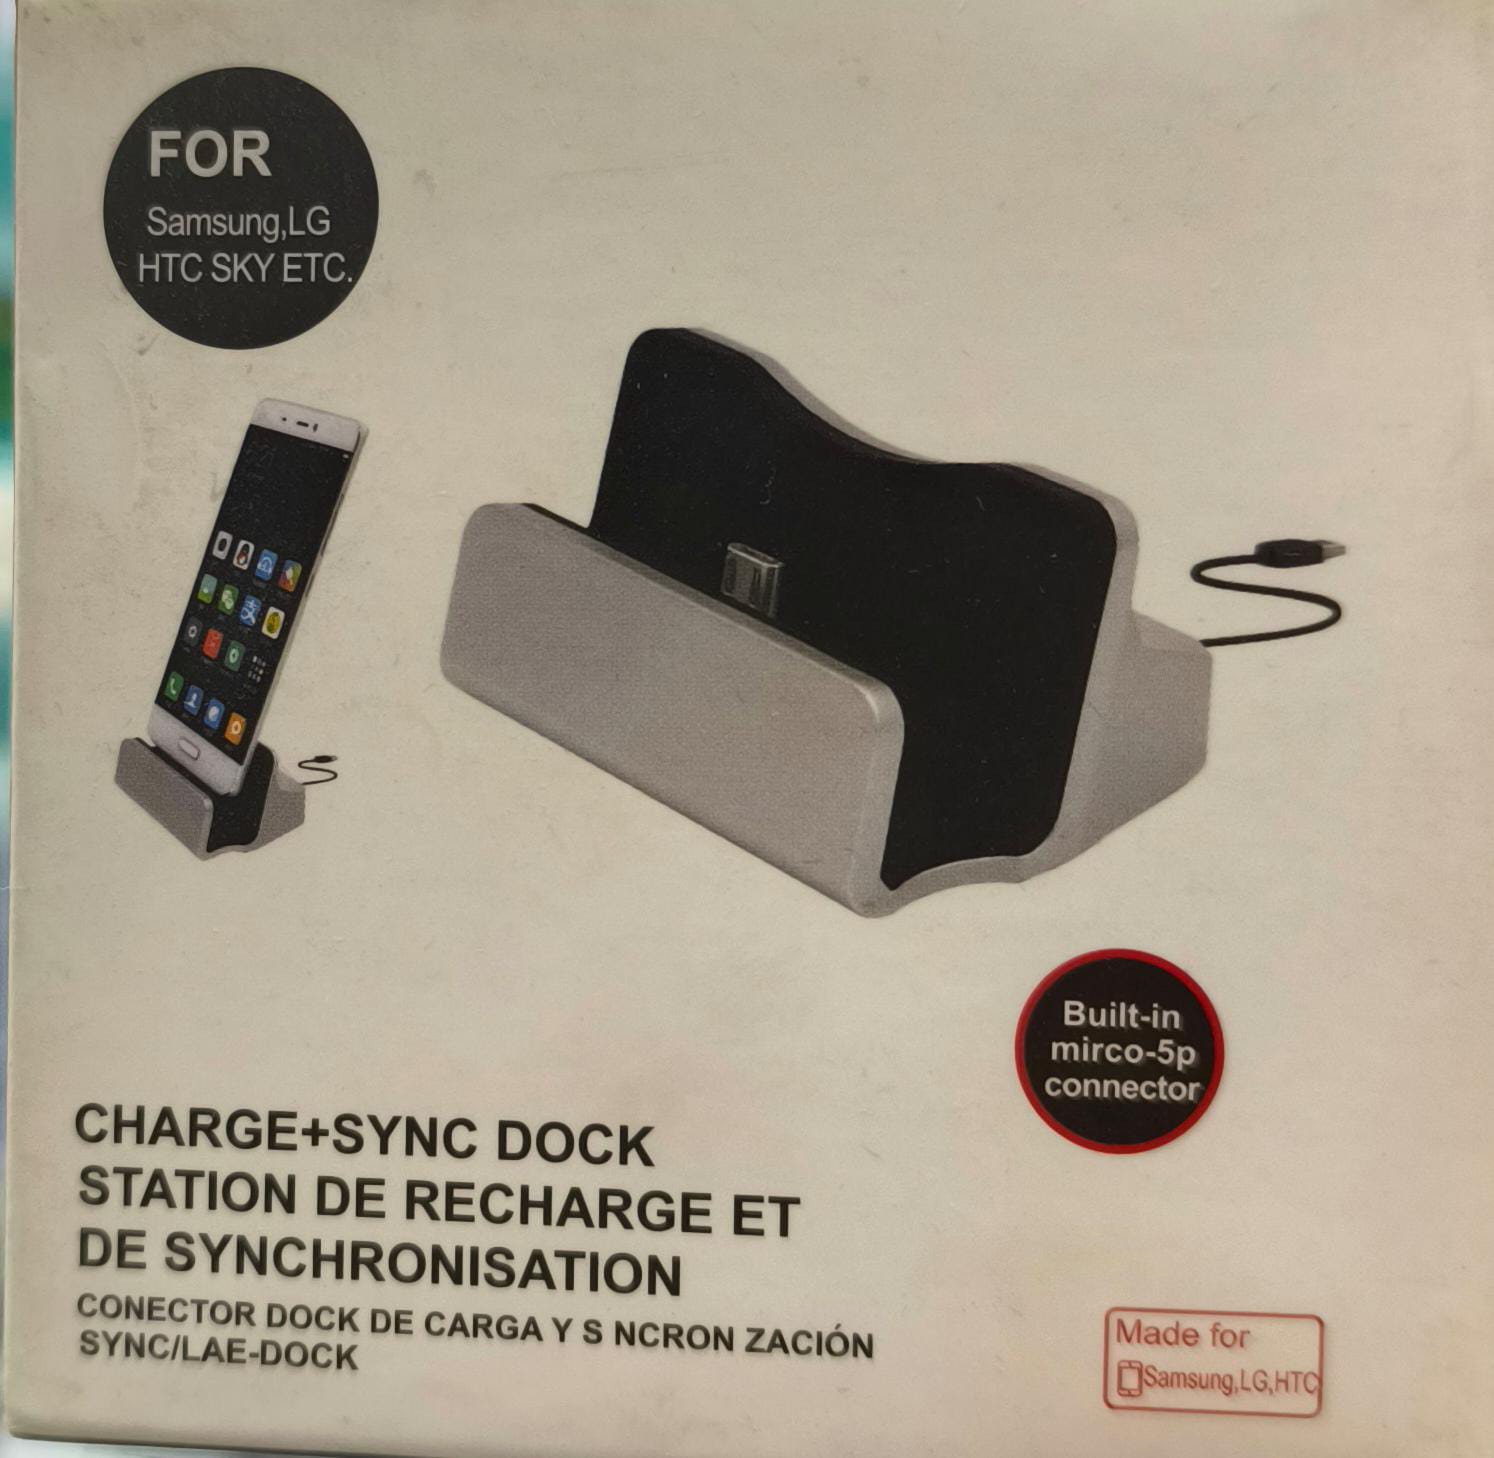 FOR
Samsung,LG
HTC SKY ETC.
Built-in
mirco-5p
connector
CHARGE+SYNC DOCK
STATION DE RECHARGE ET
DE SYNCHRONISATION
CONECTOR DOCK DE CARGA Y S NCRON ZACIÓN
SYNC/LAE-DOCK
Made for
Samsung,LG,HTC